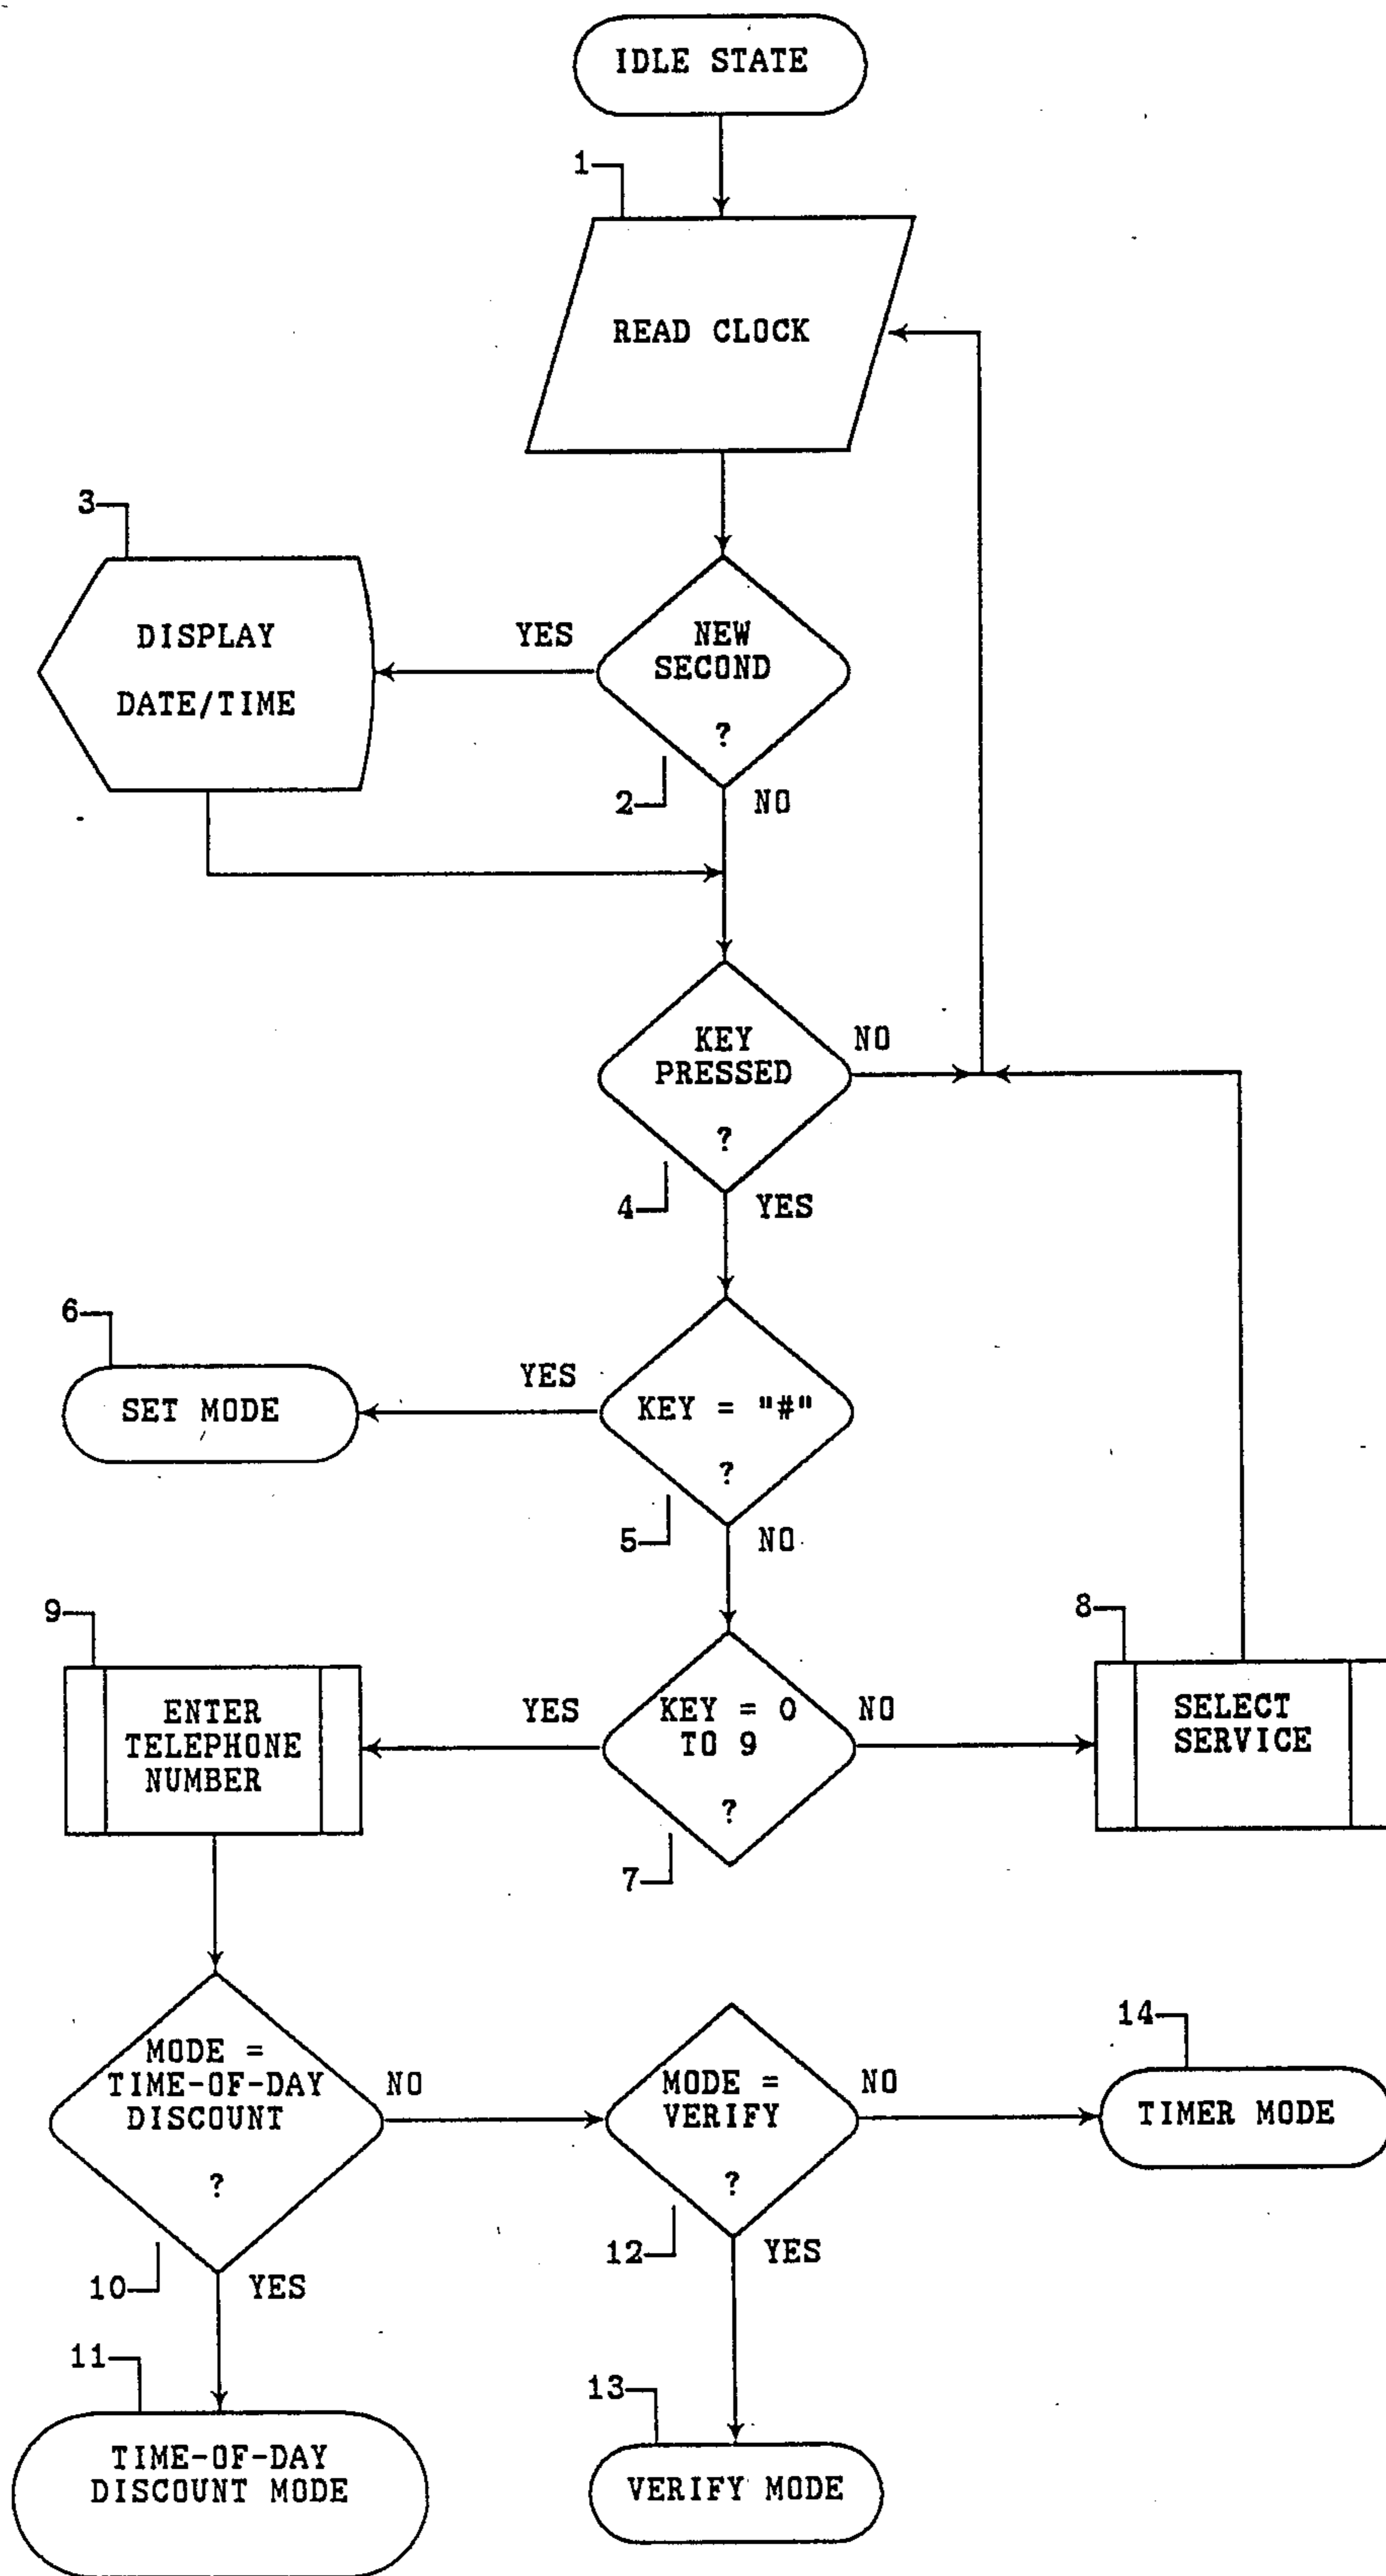 IDLE STATE
1
READ CLOCK
3
DISPLAY
DATE/TIME
YES
NEW
SECOND
?
2
NO
KEY
PRESSED
?
NO
4
YES
6
SET MODE
YES
KEY = "#"
?
5
NO
9
ENTER
TELEPHONE
NUMBER
YES
KEY = 0
TO 9
?
NO
7
8
SELECT
SERVICE
MODE =
TIME-OF-DAY
DISCOUNT
?
NO
10
YES
MODE =
VERIFY
?
NO
12
YES
14
TIMER MODE
11
TIME-OF-DAY
DISCOUNT MODE
13
VERIFY MODE